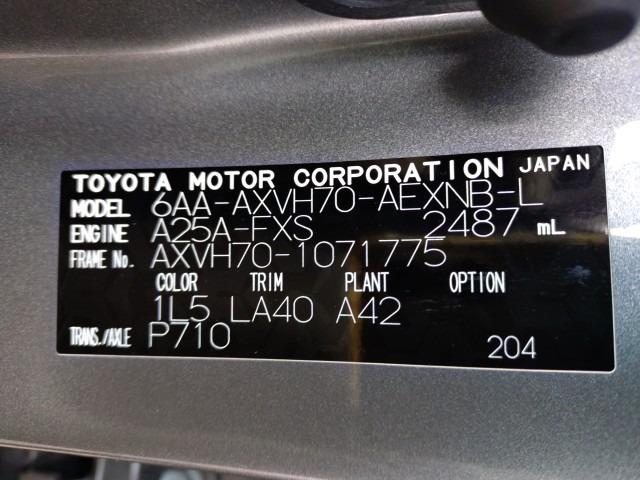 TOYOTA MOTOR CORPORATION JAPAN
MODEL 6AA-AXVH70-AEXNB-L
ENGINE A25A-FXS 2487 mL
FRAME No. AXVH70-1071775
COLOR TRIM PLANT OPTION
1L5 LA40 A42
TRANS./AXLE P710
204